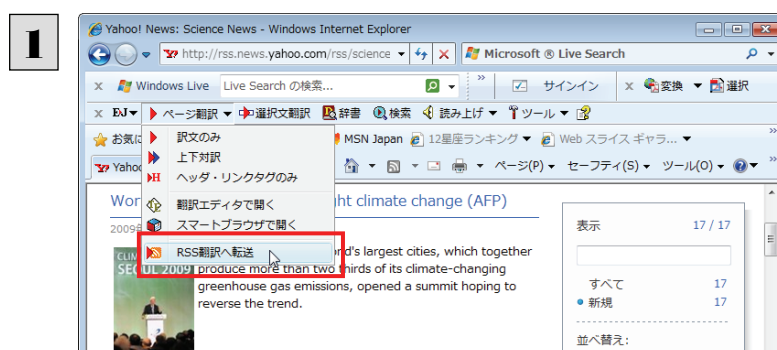 1
Yahoo! News: Science News - Windows Internet Explorer
http://rss.news.yahoo.com/rss/science
Microsoft ® Live Search
x Windows Live Live Search の検索... サインイン x 変換 選択
x EJ ページ翻訳 選択文翻訳 辞書 検索 読み上げ ツール
お気に MSN Japan 12星座ランキング Web スライス ギャラ...
Yahoo ページ(P) セーフティ(S) ツール(O)
訳文のみ
上下対訳
ヘッダ・リンクタグのみ
翻訳エディタで開く
スマートブラウザで開く
RSS翻訳へ転送
Wor ght climate change (AFP)
2009
CLIM
SEOUL 2009
rld's largest cities, which together
produce more than two thirds of its climate-changing
greenhouse gas emissions, opened a summit hoping to
reverse the trend.
表示 17 / 17
すべて 17
新規 17
並べ替え: